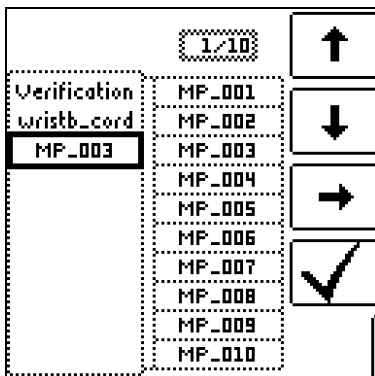 1/10
Verification
wristb_cord
MP_003
MP_001
MP_002
MP_003
MP_004
MP_005
MP_006
MP_007
MP_008
MP_009
MP_010